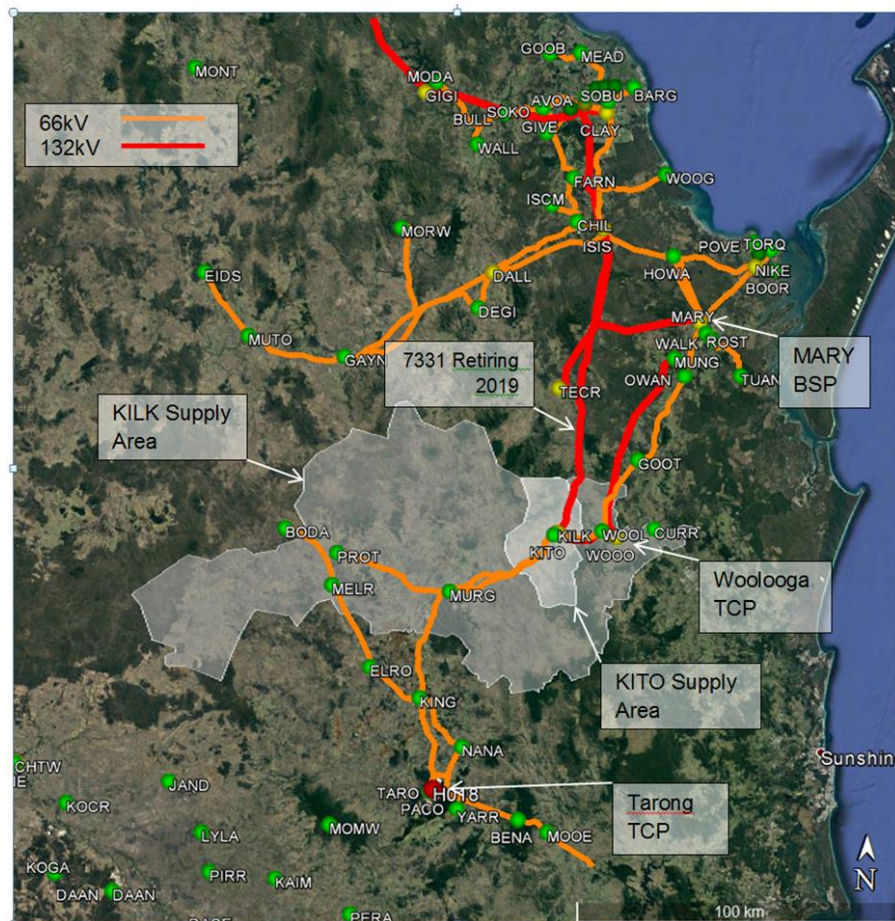 GOOB
MEAD
MONT
MODA
GIGI
AVOA
SOBU
BARG
SOKO
BULL
GIVE
CLAY
66kV
132kV
WALL
FARN
WOOG
ISCM
CHIL
MORW
ISIS
POVE
TORQ
EIDS
DALL
HOWA
NIKE
BOOR
DEGI
MARY
MUTO
GAYN
WALK
ROST
MUNG
7331 Retiring
2019
MARY
BSP
TECR
OWAN
TUAN
KILK Supply
Area
GOOT
BODA
KILK
WOOL
CURR
PROT
KITO
WOOO
MELR
MURG
Woolooga
TCP
ELRO
KITO Supply
Area
KING
NANA
CHTW
IE
JAND
TARO
H018
Sunshin
KOCR
PACO
YARR
Tarong
TCP
LYLA
MOMW
BENA
MOOE
KOGA
PIRR
KAIM
DAAN
DAAN
PERA
N
100 km